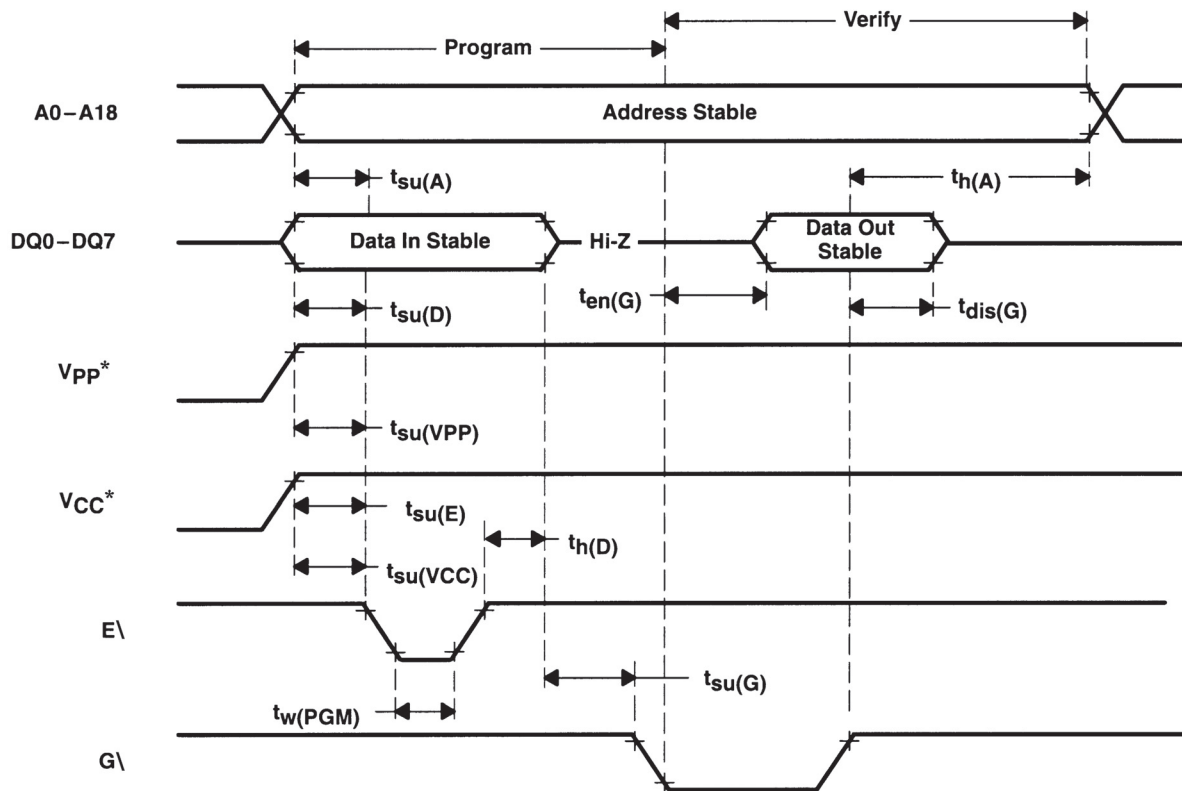 Verify
Program
A0–A18
Address Stable
tsu(A)
th(A)
DQ0–DQ7
Data In Stable
Hi-Z
Data Out
Stable
tsu(D)
ten(G)
tdis(G)
VPP*
tsu(VPP)
VCC*
tsu(E)
th(D)
tsu(VCC)
E\
tsu(G)
tw(PGM)
G\